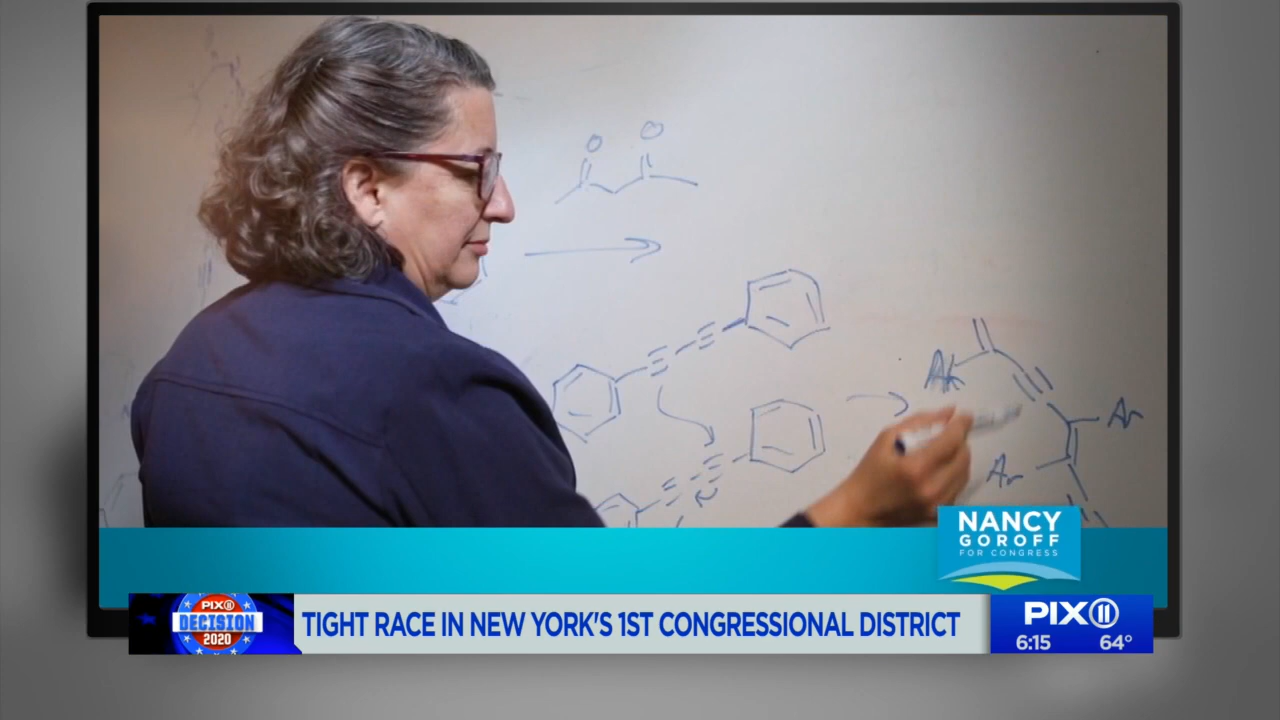 O
O
Ar
Ar
Ar
NANCY
GOROFF
FOR CONGRESS
PIX11
DECISION
2020
TIGHT RACE IN NEW YORK'S 1ST CONGRESSIONAL DISTRICT
PIX11
6:15 64°